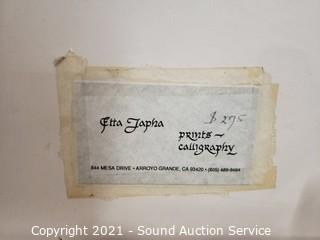 Etta Japha
$ 275
prints ~
calligraphy
844 MESA DRIVE • ARROYO GRANDE, CA 93420 • (805) 489-9494
Copyright 2021 - Sound Auction Service